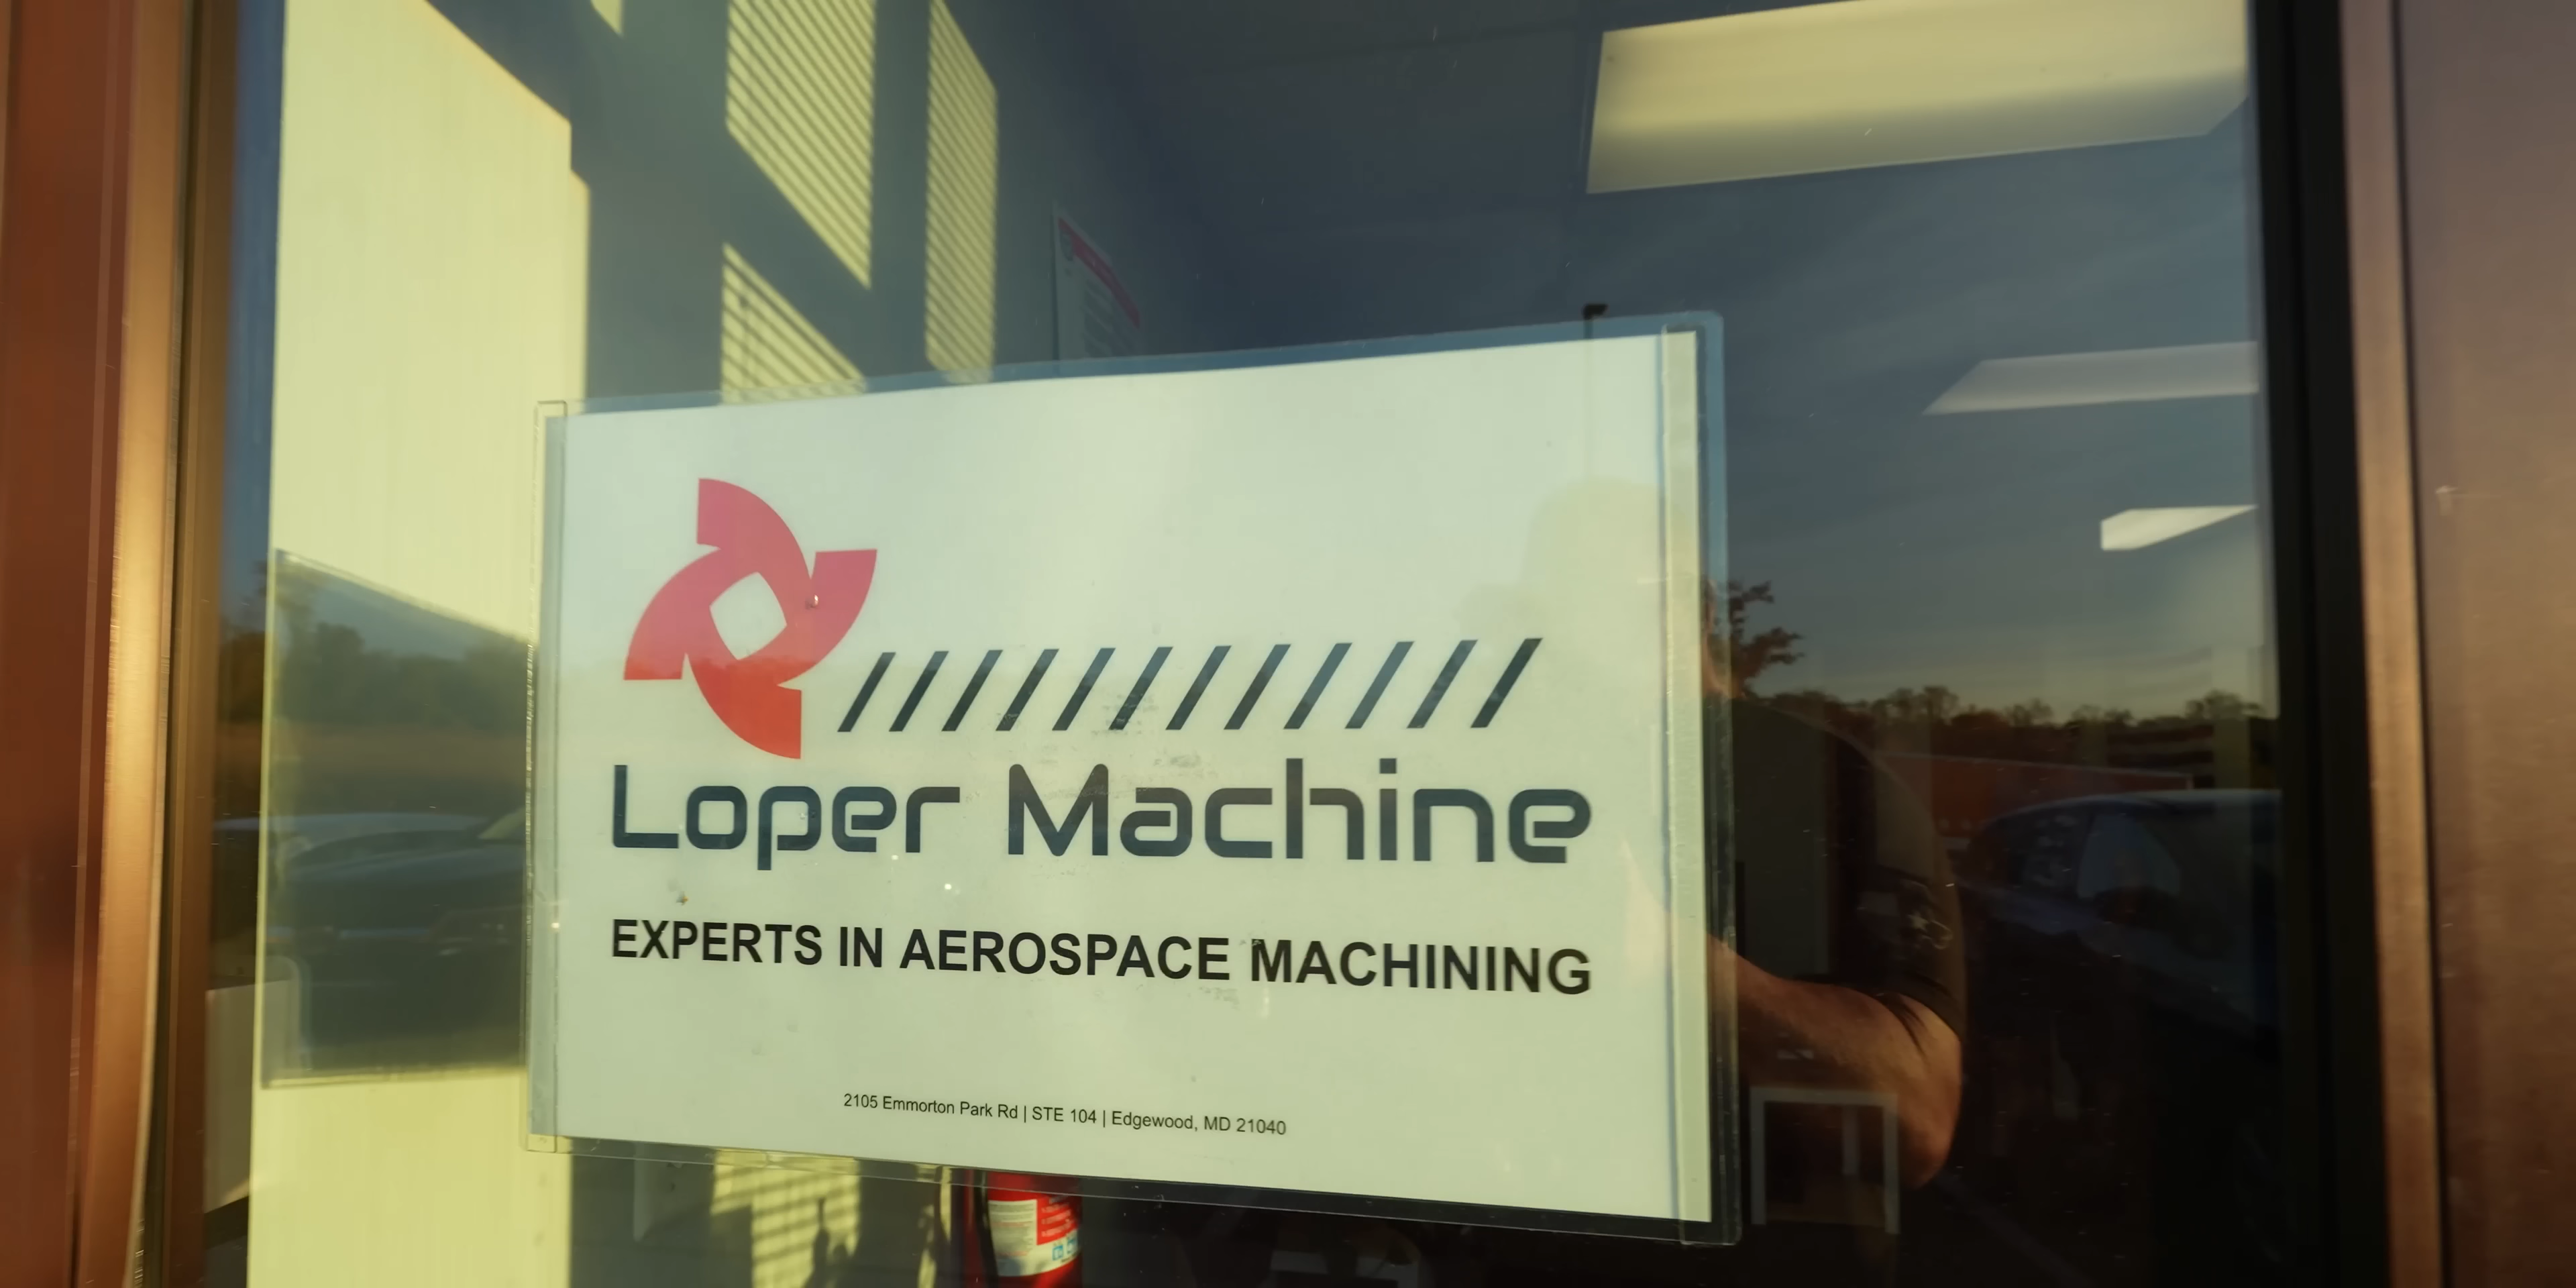 Loper Machine
EXPERTS IN AEROSPACE MACHINING
2105 Emmorton Park Rd | STE 104 | Edgewood, MD 21040